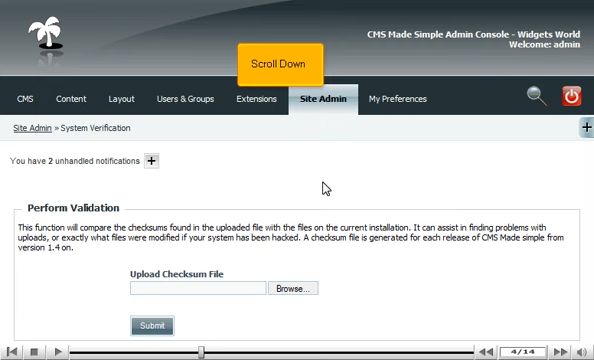 CMS Made Simple Admin Console - Widgets World
Welcome: admin
Scroll Down
CMS
Content
Layout
Users & Groups
Extensions
Site Admin
My Preferences
Site Admin » System Verification
You have 2 unhandled notifications
Perform Validation
This function will compare the checksums found in the uploaded file with the files on the current installation. It can assist in finding problems with
uploads, or exactly what files were modified if your system has been hacked. A checksum file is generated for each release of CMS Made simple from
version 1.4 on.
Upload Checksum File
Browse...
Submit
4/14